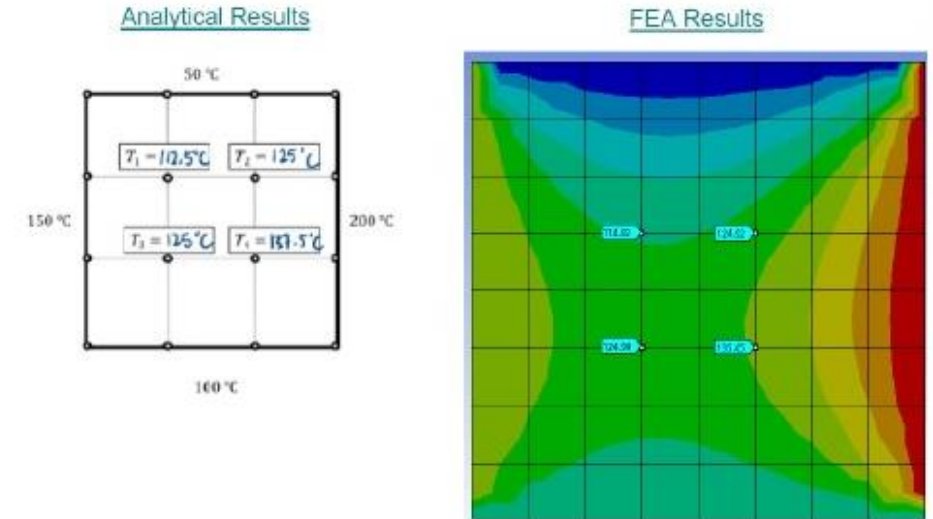 Analytical Results
FEA Results
50 °C
T₁ = 112.5°C
T₂ = 125°C
150 °C
200 °C
T₃ = 125°C
T₄ = 137.5°C
100 °C